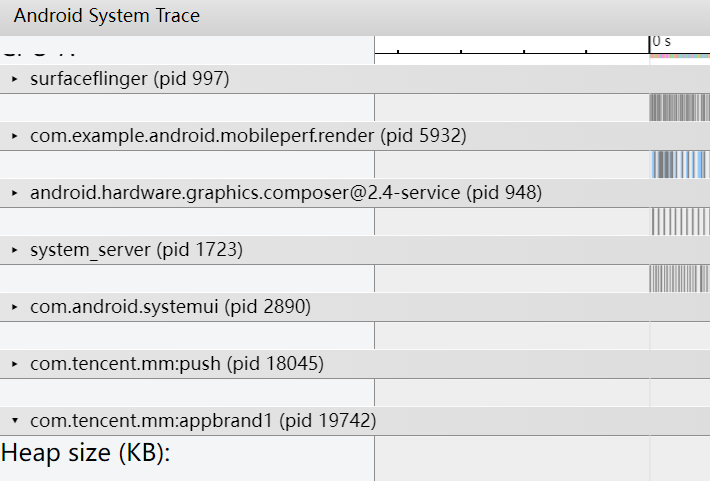 Android System Trace
0 s
▸ surfaceflinger (pid 997)
▸ com.example.android.mobileperf.render (pid 5932)
▸ android.hardware.graphics.composer@2.4-service (pid 948)
▸ system_server (pid 1723)
▸ com.android.systemui (pid 2890)
▸ com.tencent.mm:push (pid 18045)
▾ com.tencent.mm:appbrand1 (pid 19742)
Heap size (KB):